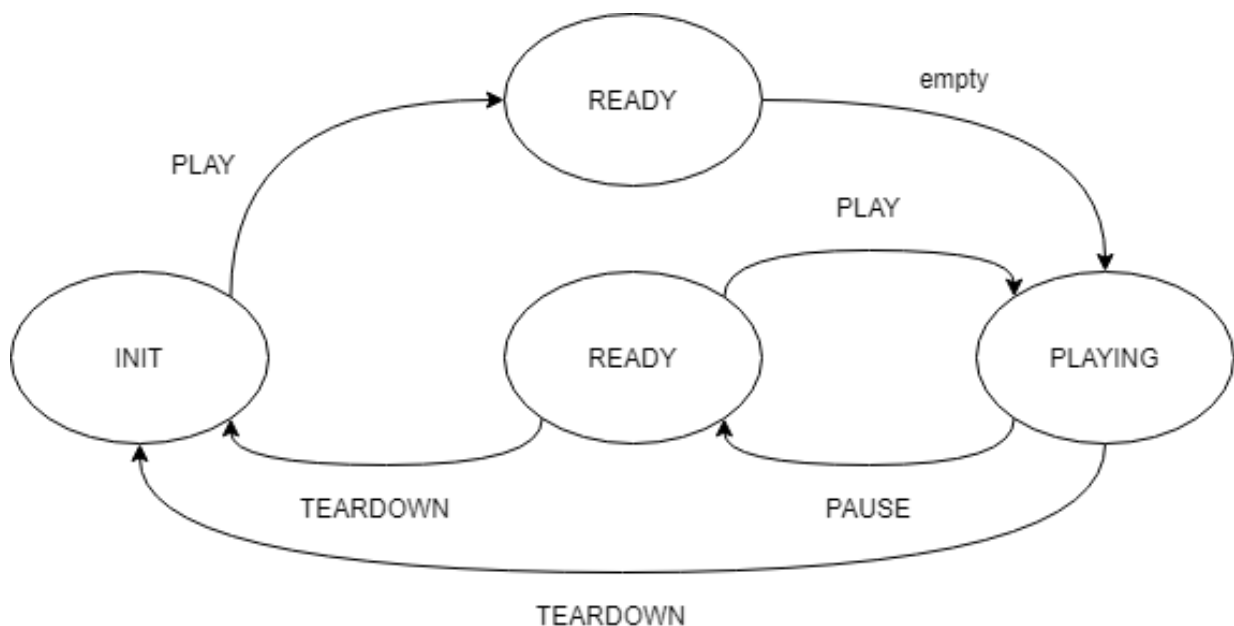 READY
empty
PLAY
PLAY
INIT
READY
PLAYING
TEARDOWN
PAUSE
TEARDOWN